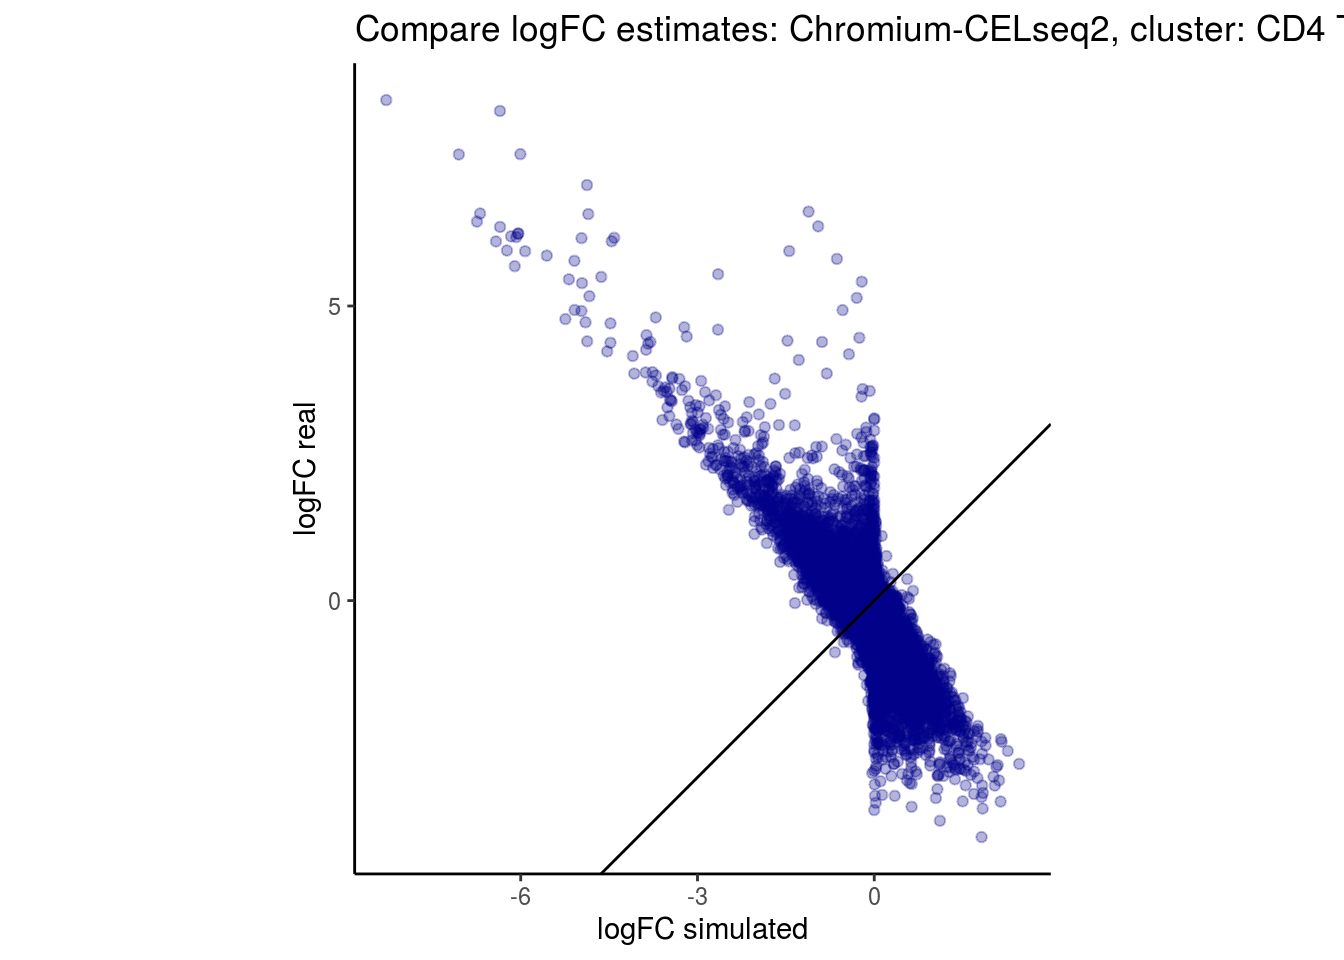 Compare logFC estimates: Chromium-CELseq2, cluster: CD4
5
0
logFC real
-6
-3
0
logFC simulated